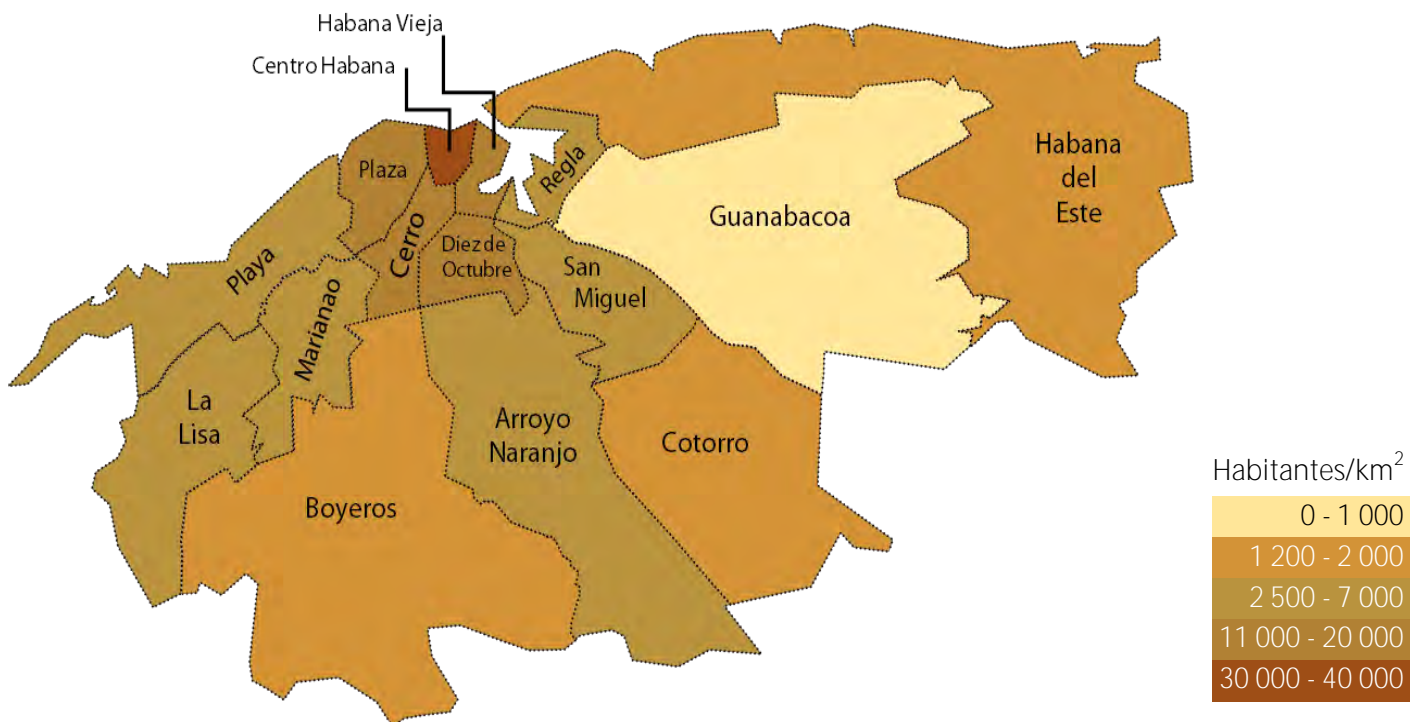 Habana Vieja
Centro Habana
Plaza
Regla
Habana
del
Este
Guanabacoa
Cerro
Diez de
Octubre
Playa
San
Miguel
Marianao
La
Lisa
Arroyo
Naranjo
Cotorro
Boyeros
Habitantes/km²
0 - 1 000
1 200 - 2 000
2 500 - 7 000
11 000 - 20 000
30 000 - 40 000